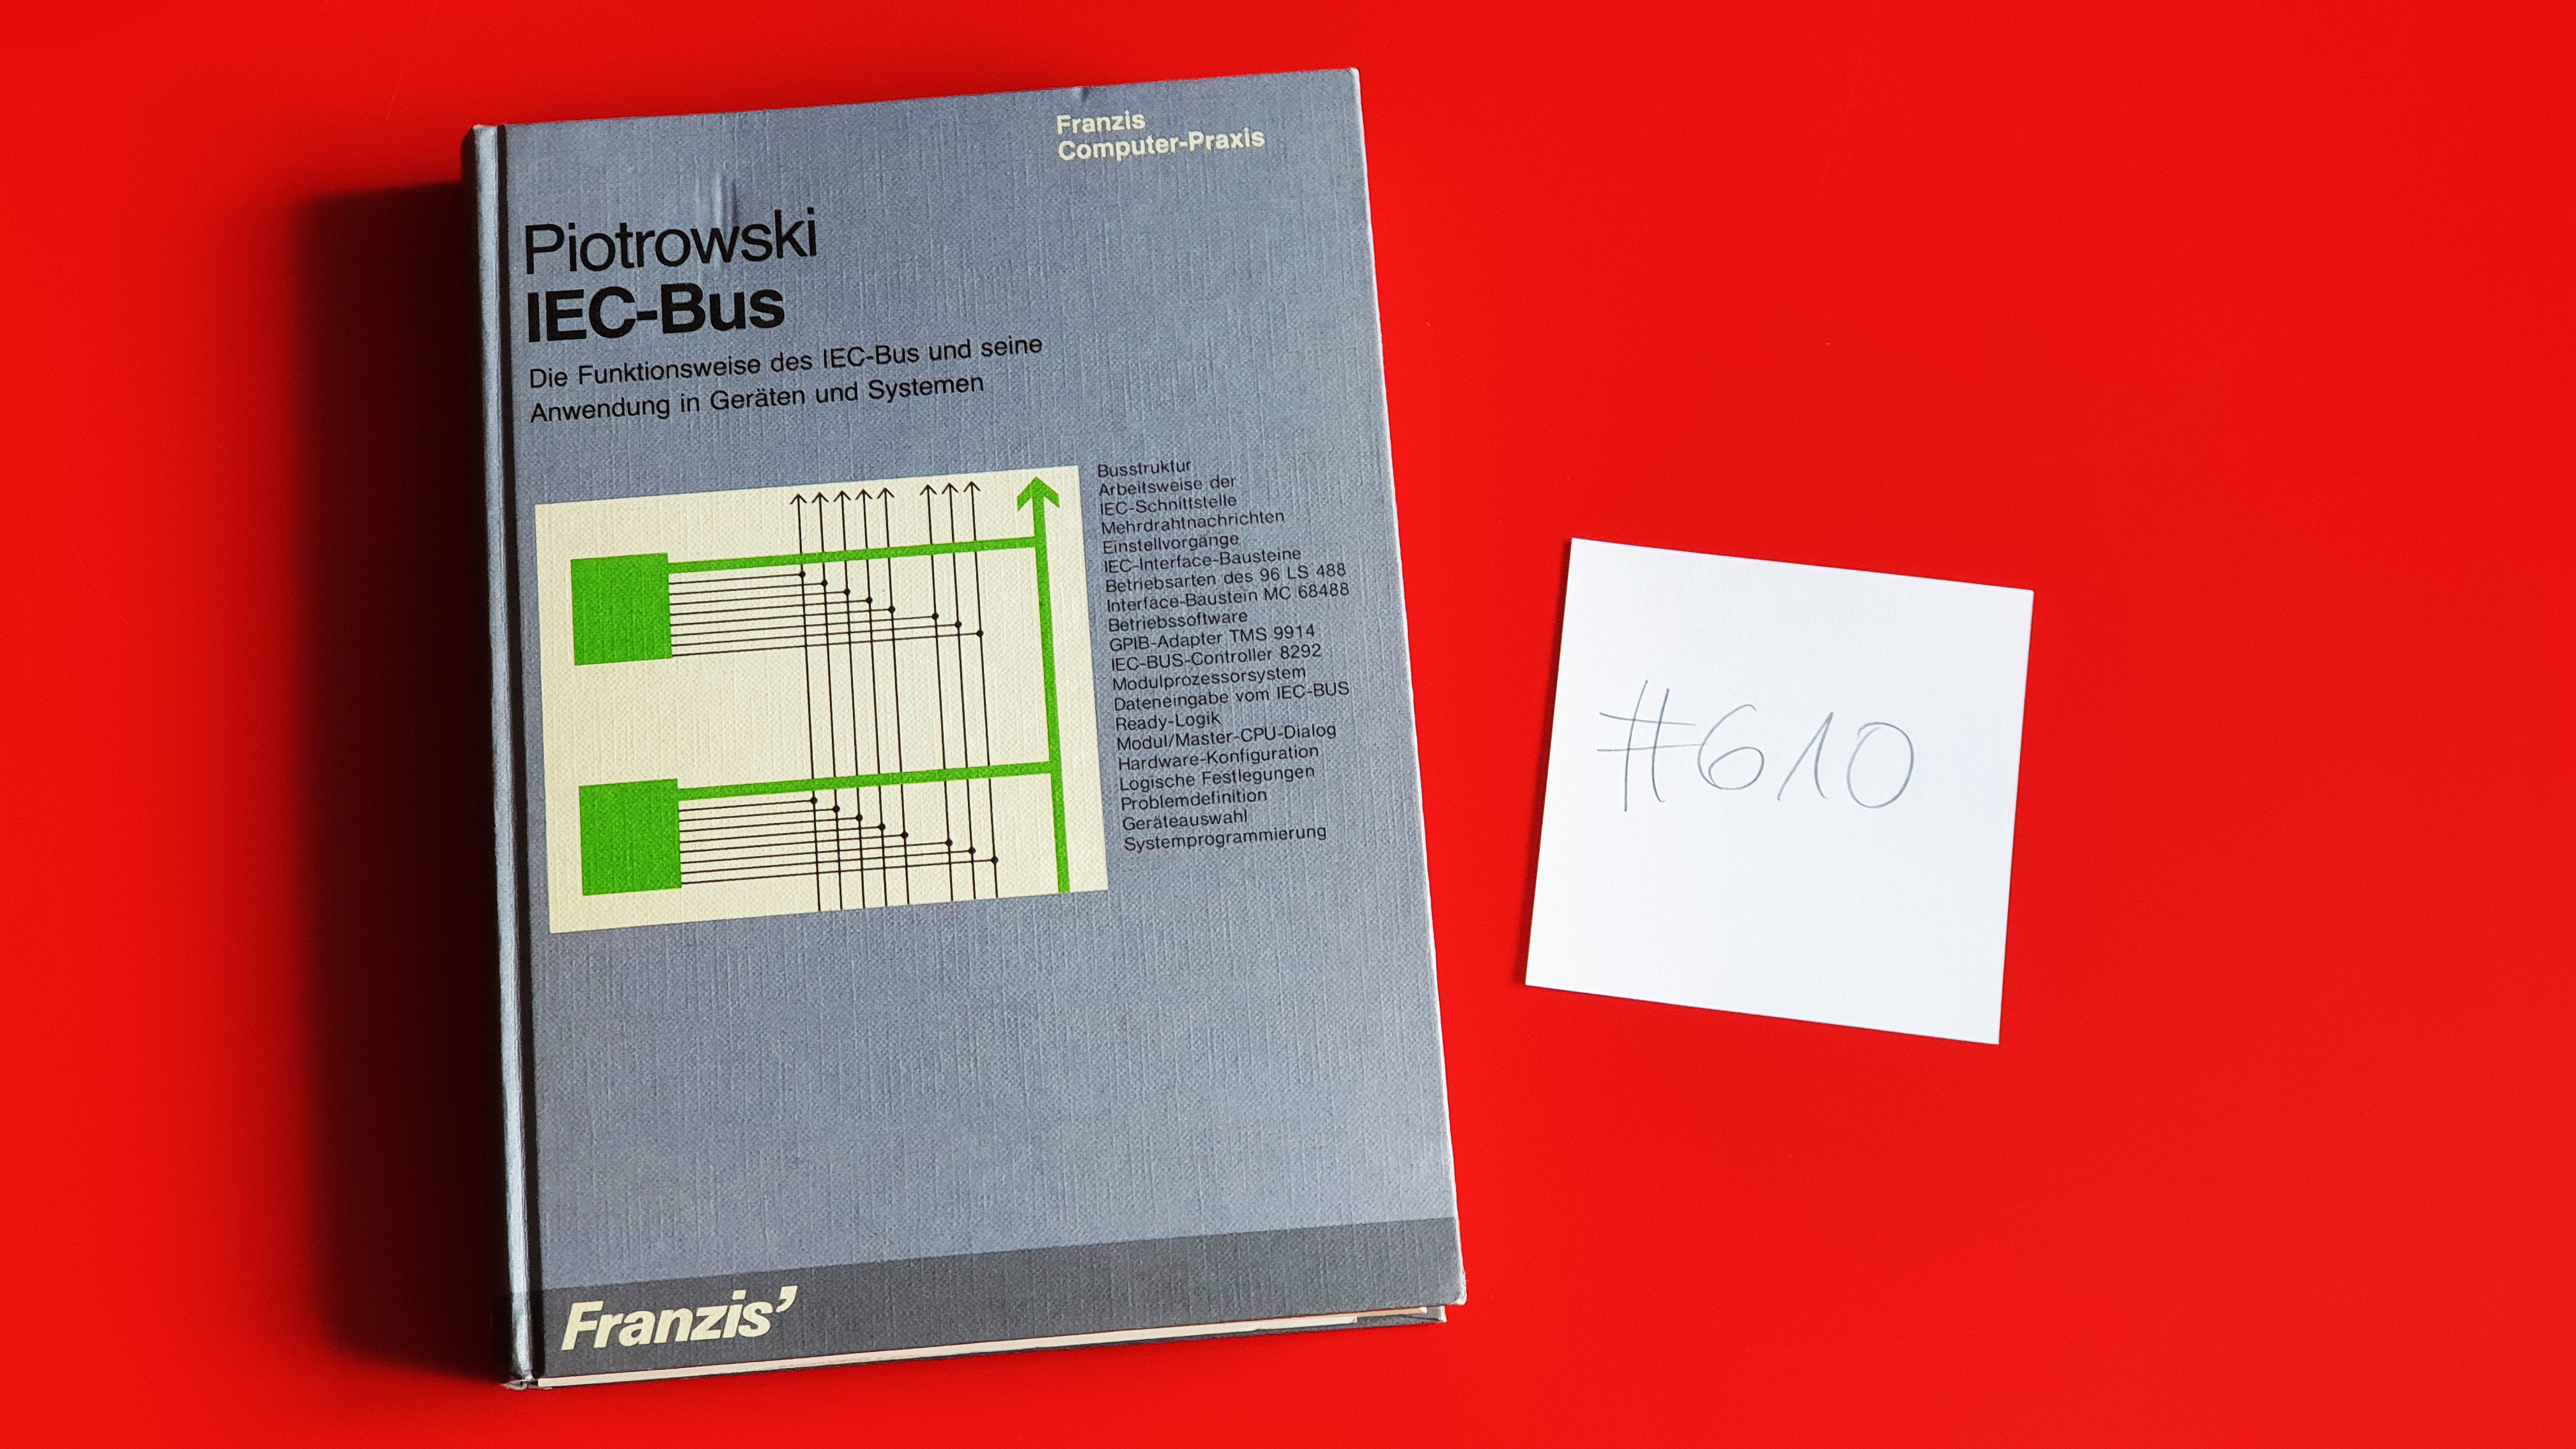 Franzis
Computer-Praxis
Piotrowski
IEC-Bus
Die Funktionsweise des IEC-Bus und seine
Anwendung in Geräten und Systemen
Busstruktur
Arbeitsweise der
IEC-Schnittstelle
Mehrdrahtnachrichten
Einstellvorgänge
IEC-Interface-Bausteine
Betriebsarten des 96 LS 488
Interface-Baustein MC 68488
Betriebssoftware
GPIB-Adapter TMS 9914
IEC-BUS-Controller 8292
Modulprozessorsystem
Dateneingabe vom IEC-BUS
Ready-Logik
Modul/Master-CPU-Dialog
Hardware-Konfiguration
Logische Festlegungen
Problemdefinition
Geräteauswahl
Systemprogrammierung
Franzis’
#610